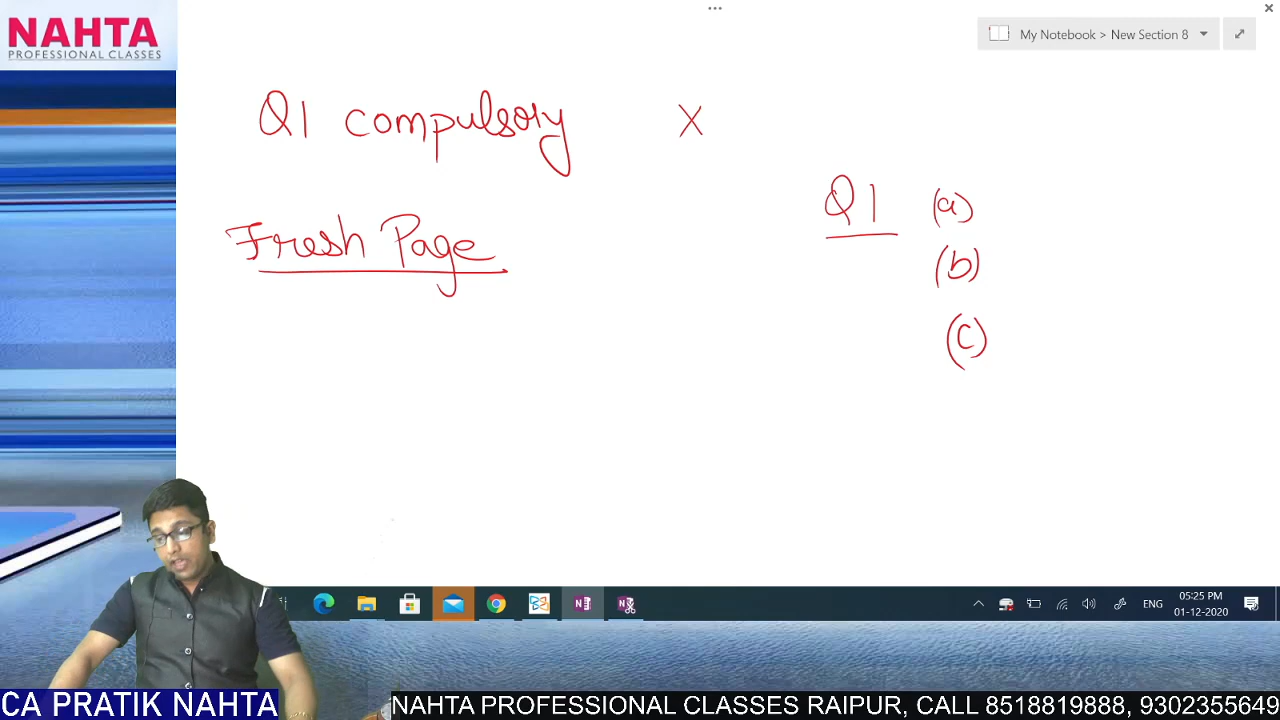 NAHTA
PROFESSIONAL CLASSES
My Notebook > New Section 8
Q1 compulsory X
Q1 (a)
(b)
(c)
Fresh Page
ENG
05:25 PM
01-12-2020
CA PRATIK NAHTA
NAHTA PROFESSIONAL CLASSES RAIPUR, CALL 8518819888, 9302355649